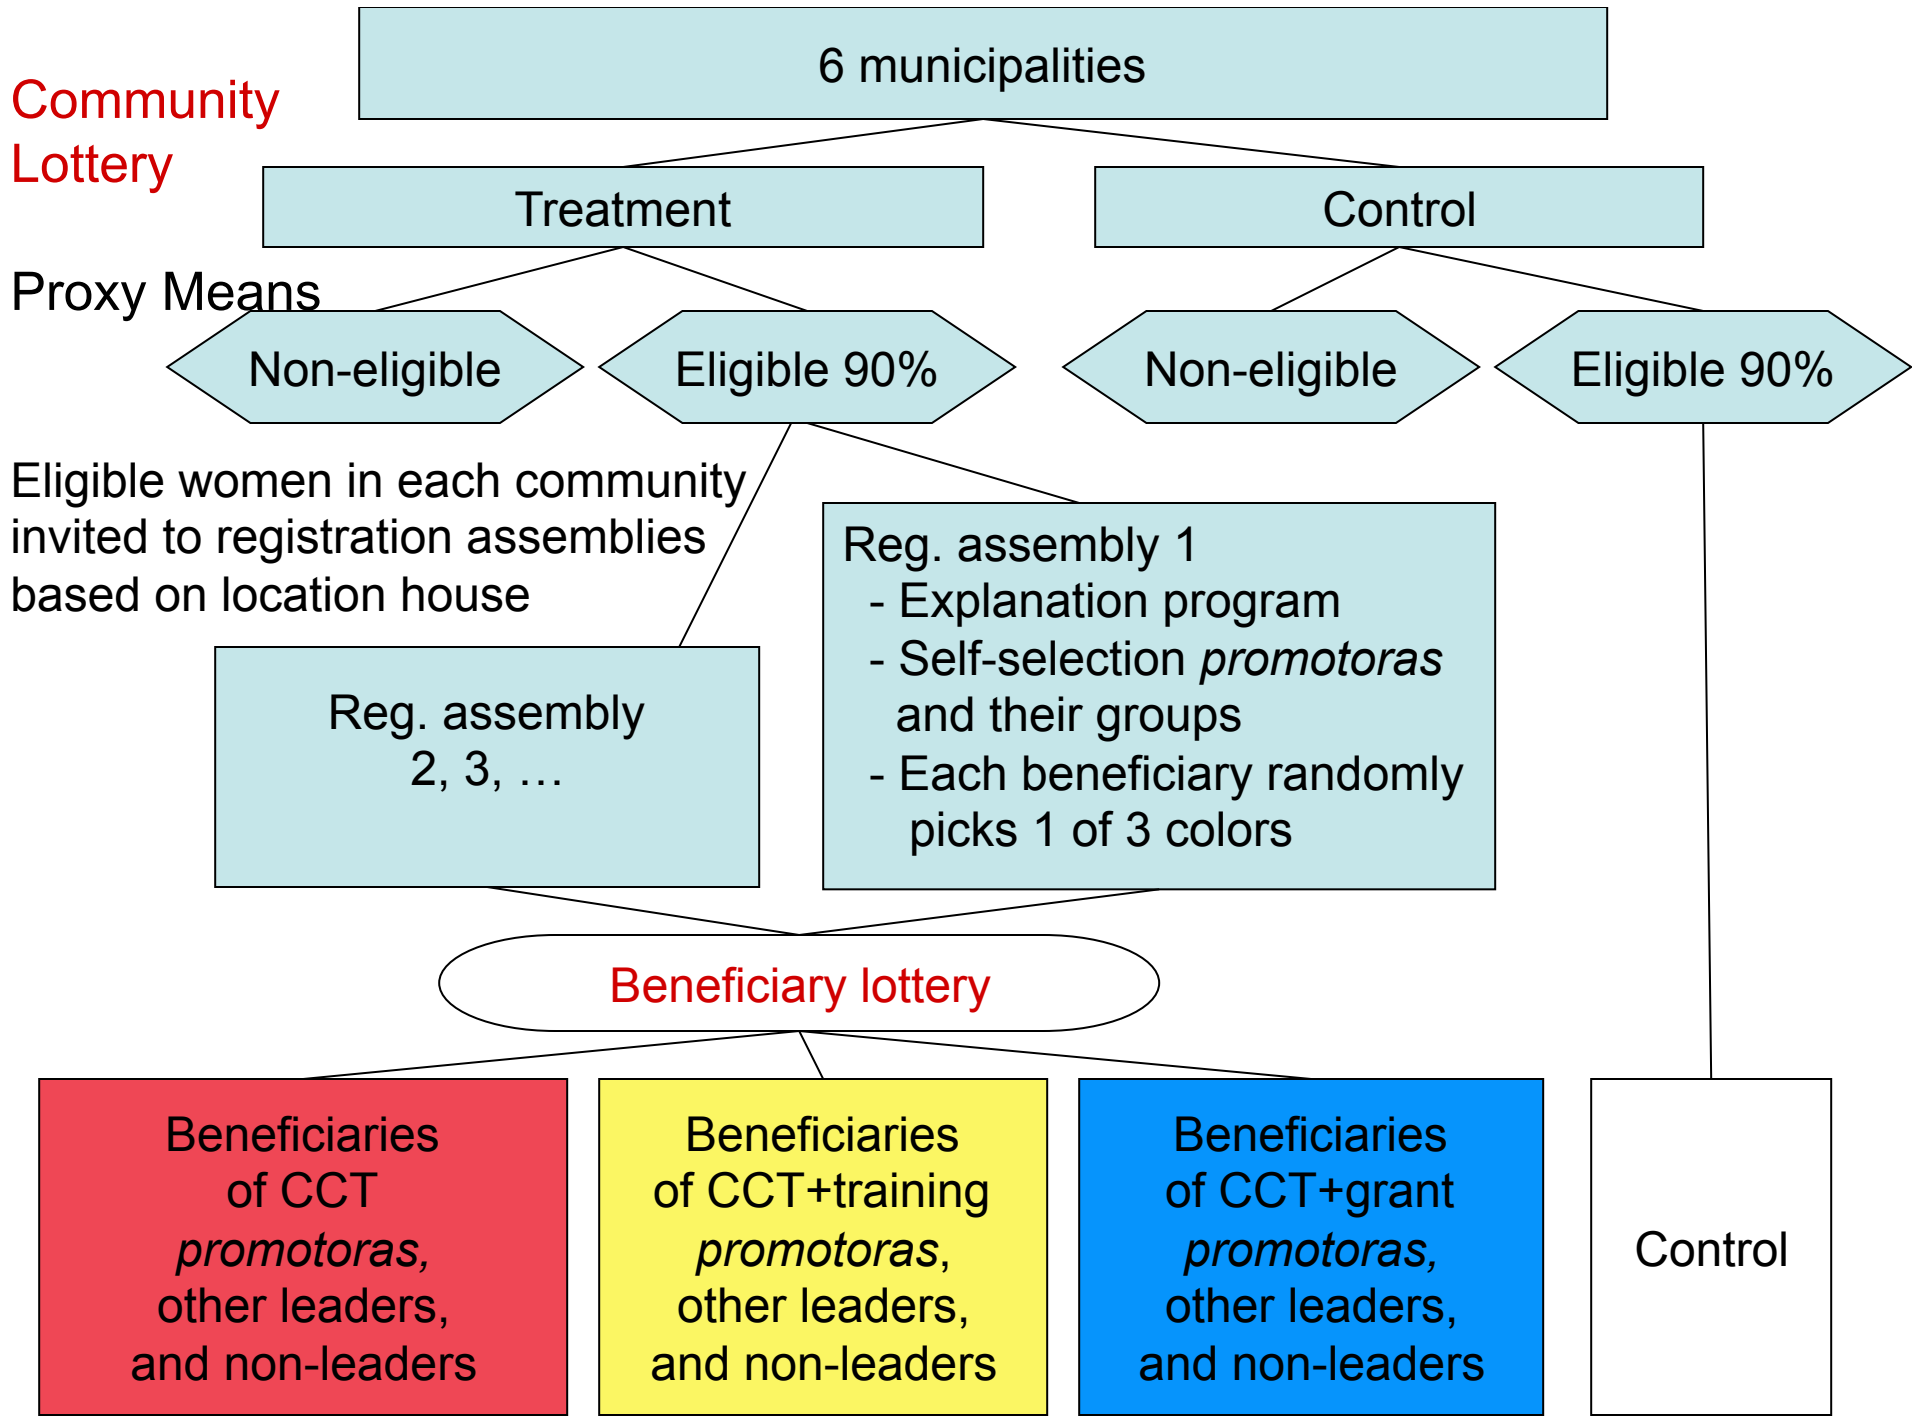 6 municipalities
Community
Lottery
Treatment
Control
Proxy Means
Non-eligible
Eligible 90%
Non-eligible
Eligible 90%
Eligible women in each community
invited to registration assemblies
based on location house
Reg. assembly 1
- Explanation program
- Self-selection promotoras
and their groups
- Each beneficiary randomly
picks 1 of 3 colors
Reg. assembly
2, 3, …
Beneficiary lottery
Beneficiaries
of CCT
promotoras,
other leaders,
and non-leaders
Beneficiaries
of CCT+training
promotoras,
other leaders,
and non-leaders
Beneficiaries
of CCT+grant
promotoras,
other leaders,
and non-leaders
Control